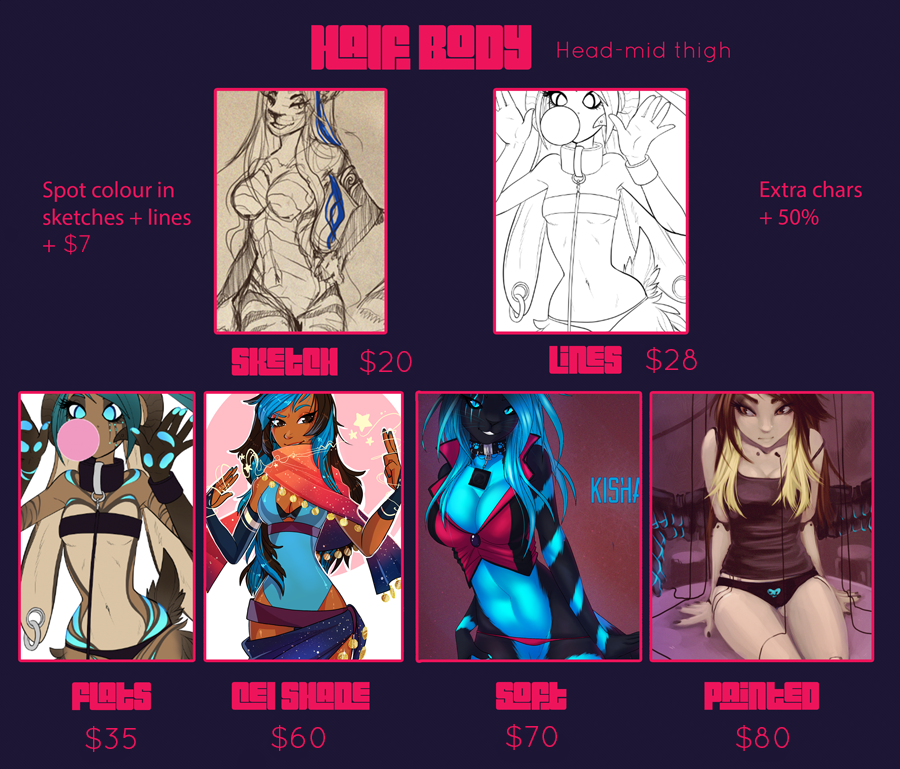 Half Body Head-mid thigh
Spot colour in
sketches + lines
+ $7
Extra chars
+ 50%
Sketch $20
Lines $28
KISHA
Flats
Cel Shade
Soft
Painted
$35
$60
$70
$80